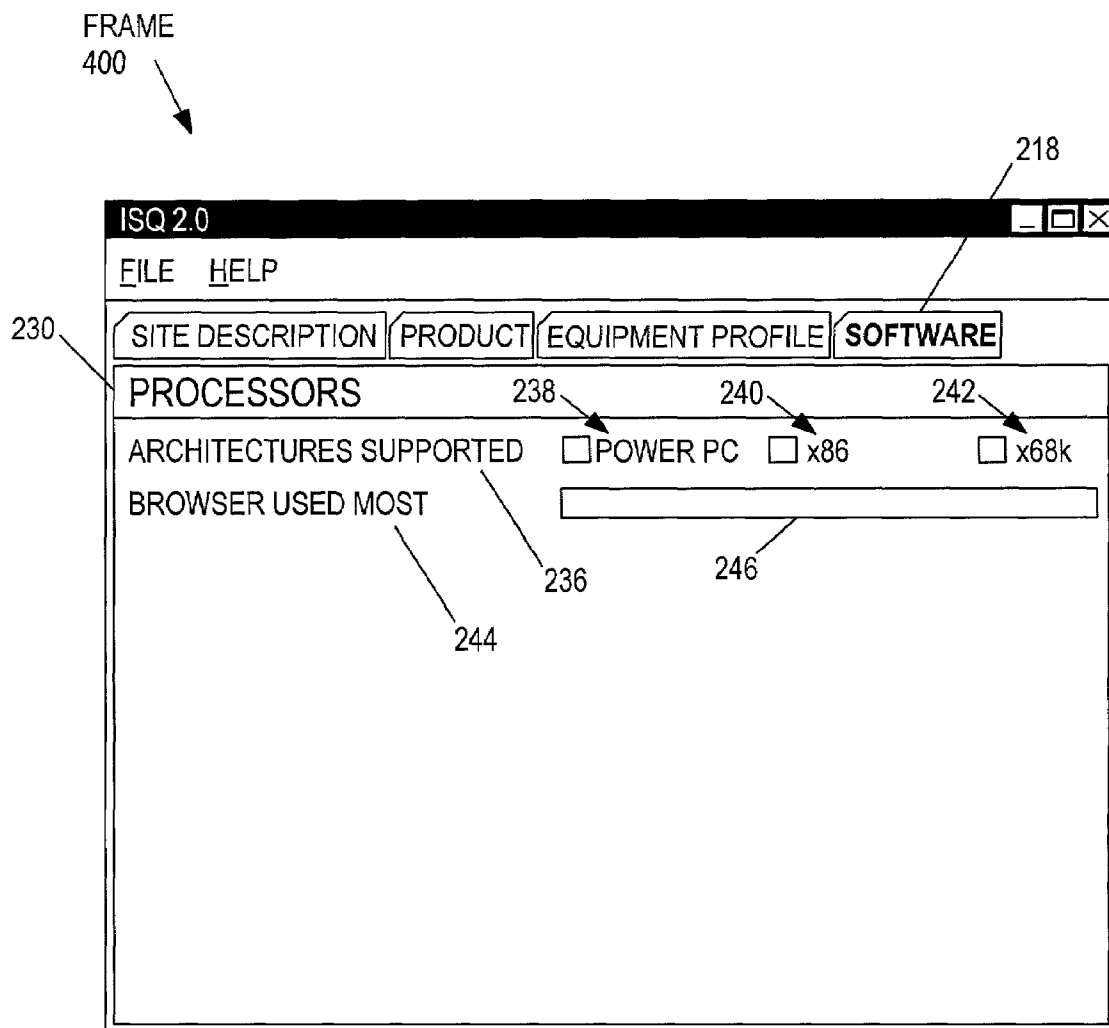 FRAME
400
218
ISQ 2.0
FILE HELP
230
SITE DESCRIPTION PRODUCT EQUIPMENT PROFILE SOFTWARE
PROCESSORS
238 240 242
ARCHITECTURES SUPPORTED POWER PC x86 x68k
BROWSER USED MOST
236 246
244